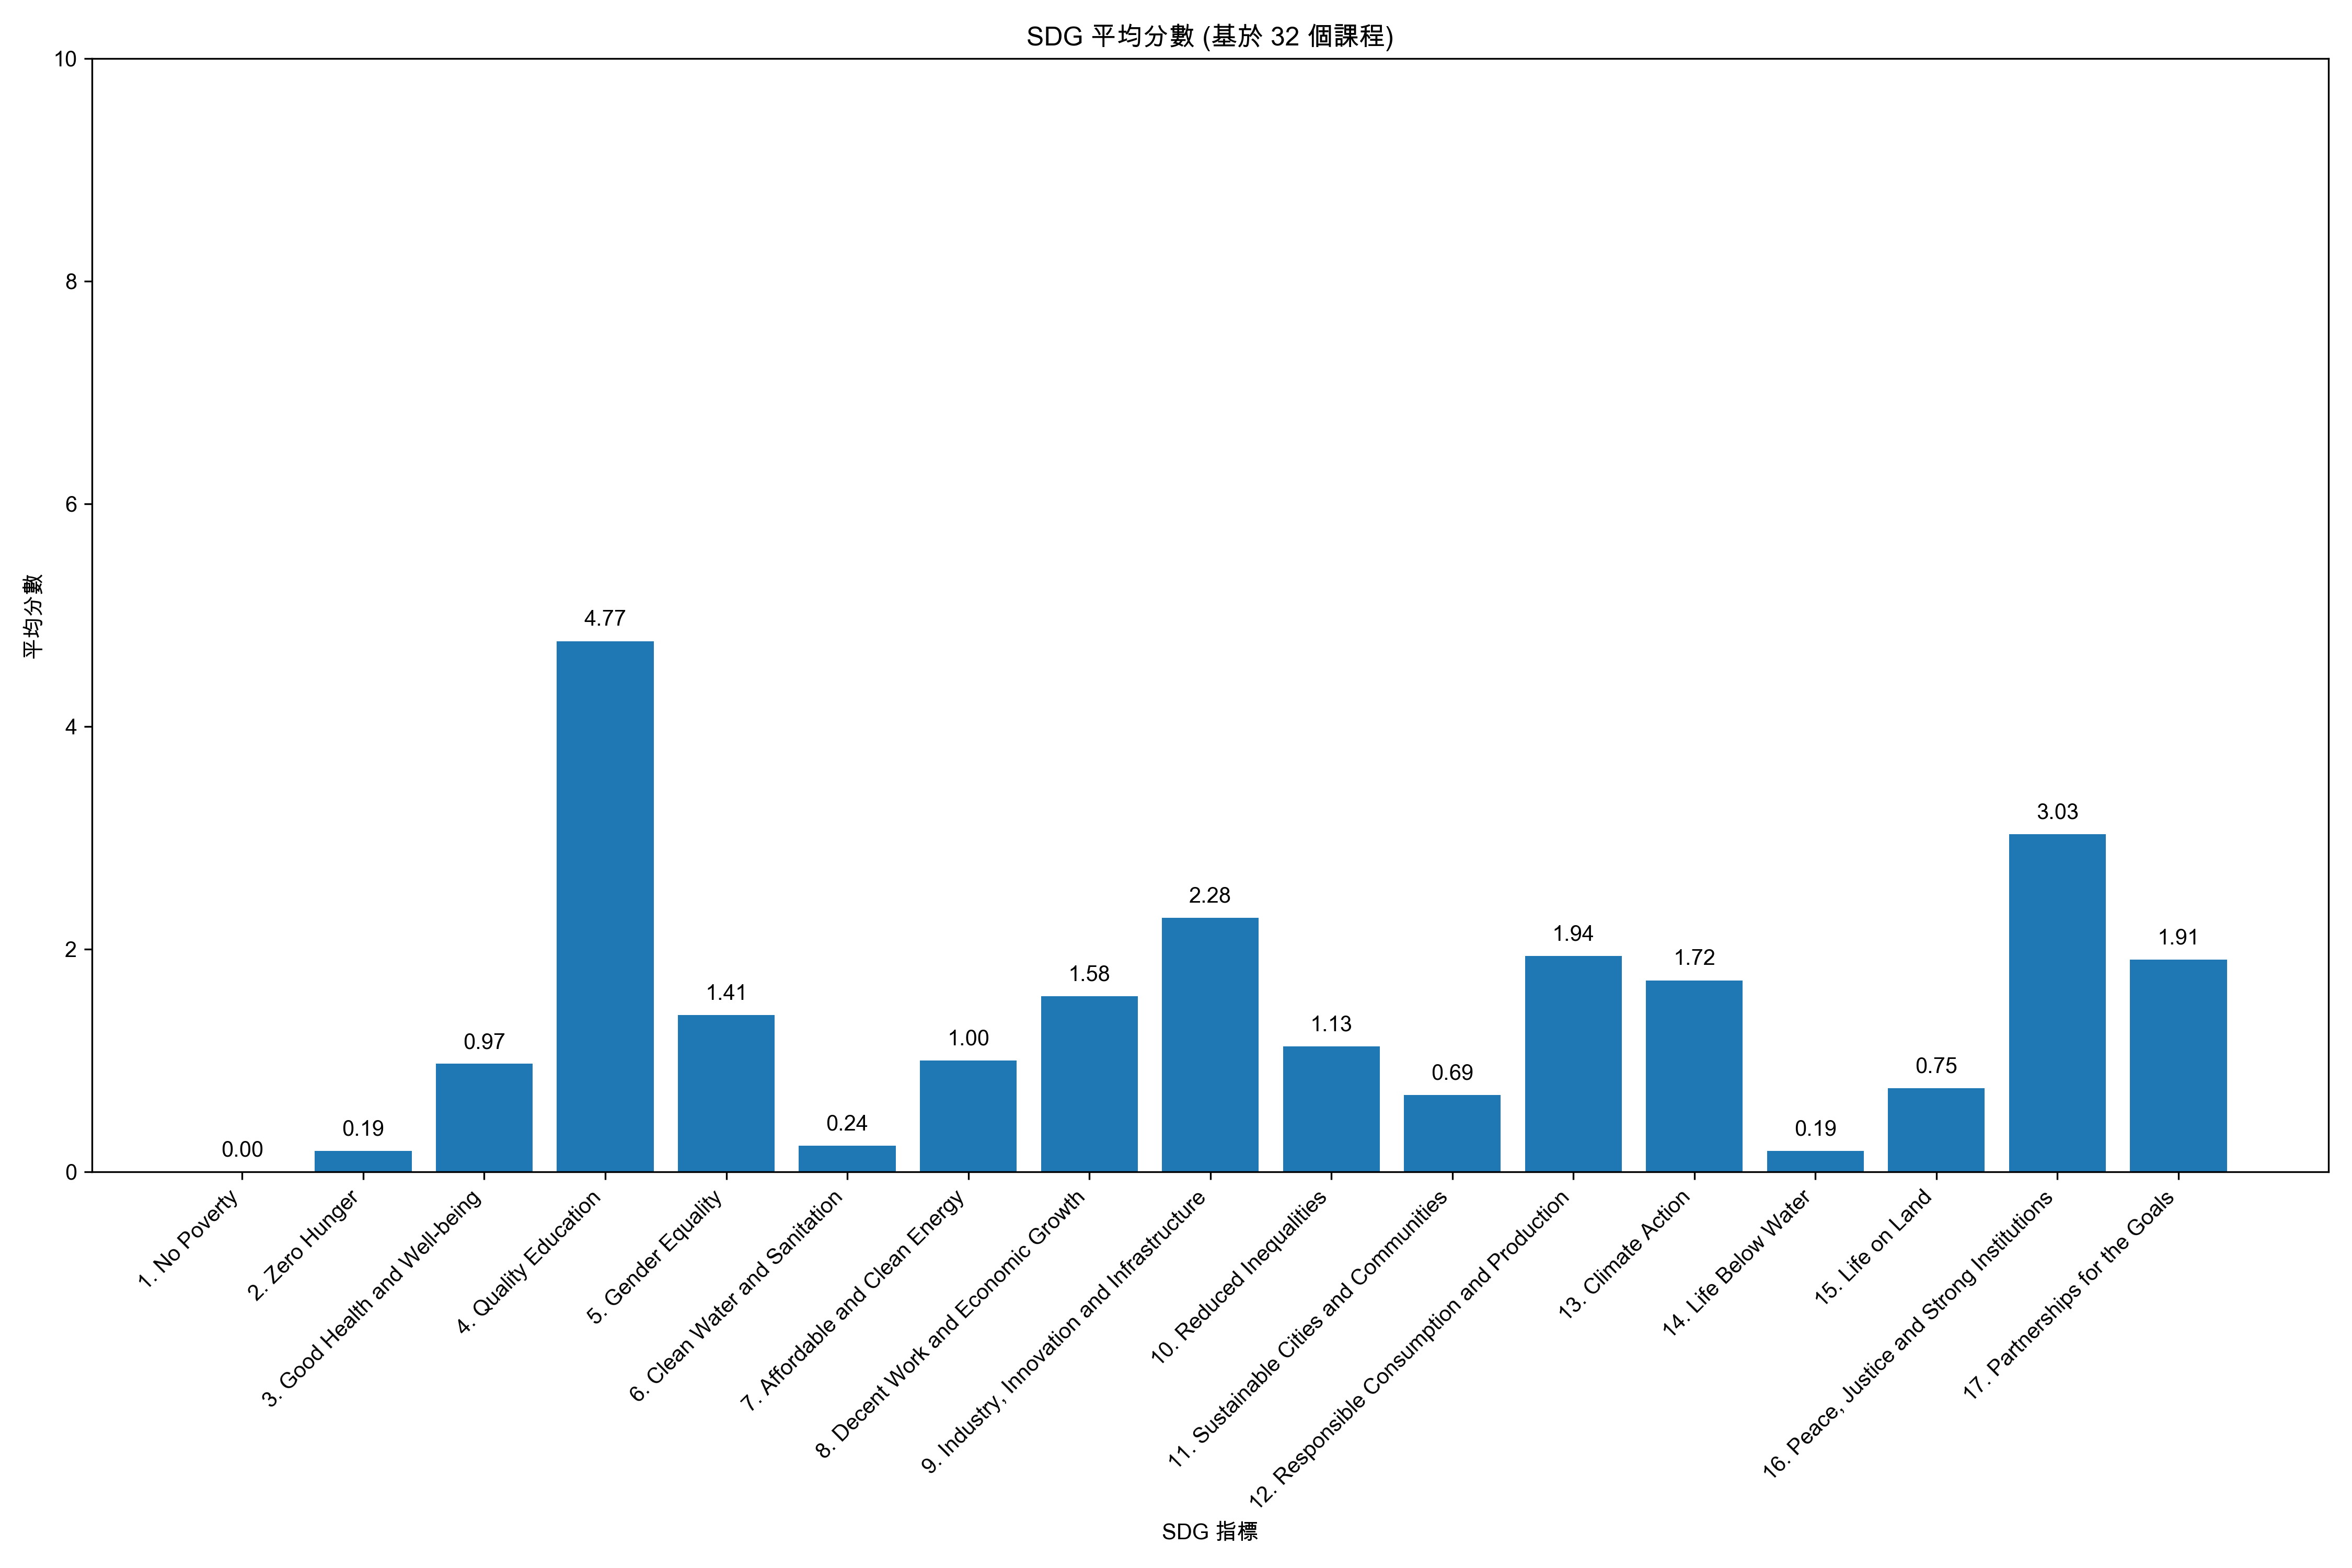 SDG 平均分數 (基於 32 個課程)
平均分數
10
8
6
4
2
0
0.00
0.19
0.97
4.77
1.41
0.24
1.00
1.58
2.28
1.13
0.69
1.94
1.72
0.19
0.75
3.03
1.91
1. No Poverty
2. Zero Hunger
3. Good Health and Well-being
4. Quality Education
5. Gender Equality
6. Clean Water and Sanitation
7. Affordable and Clean Energy
8. Decent Work and Economic Growth
9. Industry, Innovation and Infrastructure
10. Reduced Inequalities
11. Sustainable Cities and Communities
12. Responsible Consumption and Production
13. Climate Action
14. Life Below Water
15. Life on Land
16. Peace, Justice and Strong Institutions
17. Partnerships for the Goals
SDG 指標